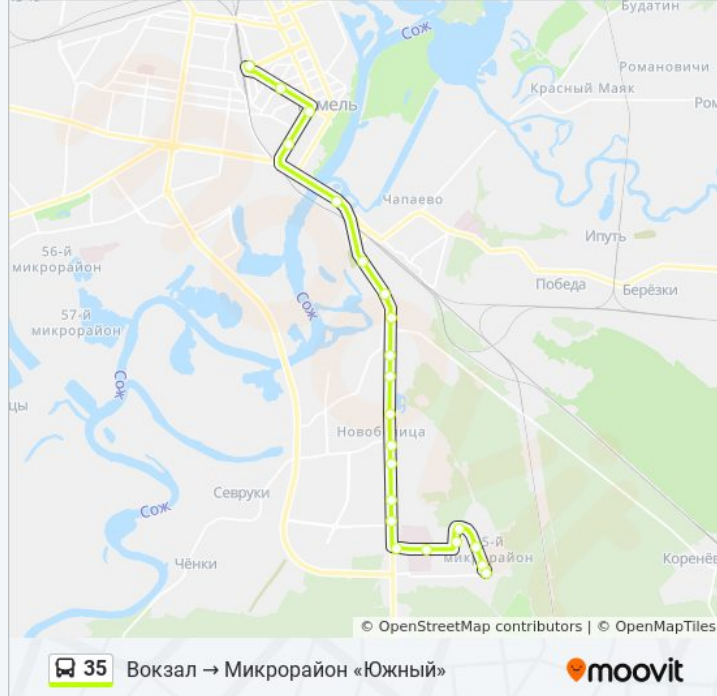 Будатин
Сож
Романовичи
Красный Маяк
Ром
мель
Чапаево
56-й
микрорайон
Ипуть
Победа
Берёзки
57-й
микрорайон
Сож
Сож
цы
Новобелица
Севруки
Сож
5-й
микрорайон
Чёнки
Коренёв
© OpenStreetMap contributors | © OpenMapTiles
35 Вокзал → Микрорайон «Южный»
moovit